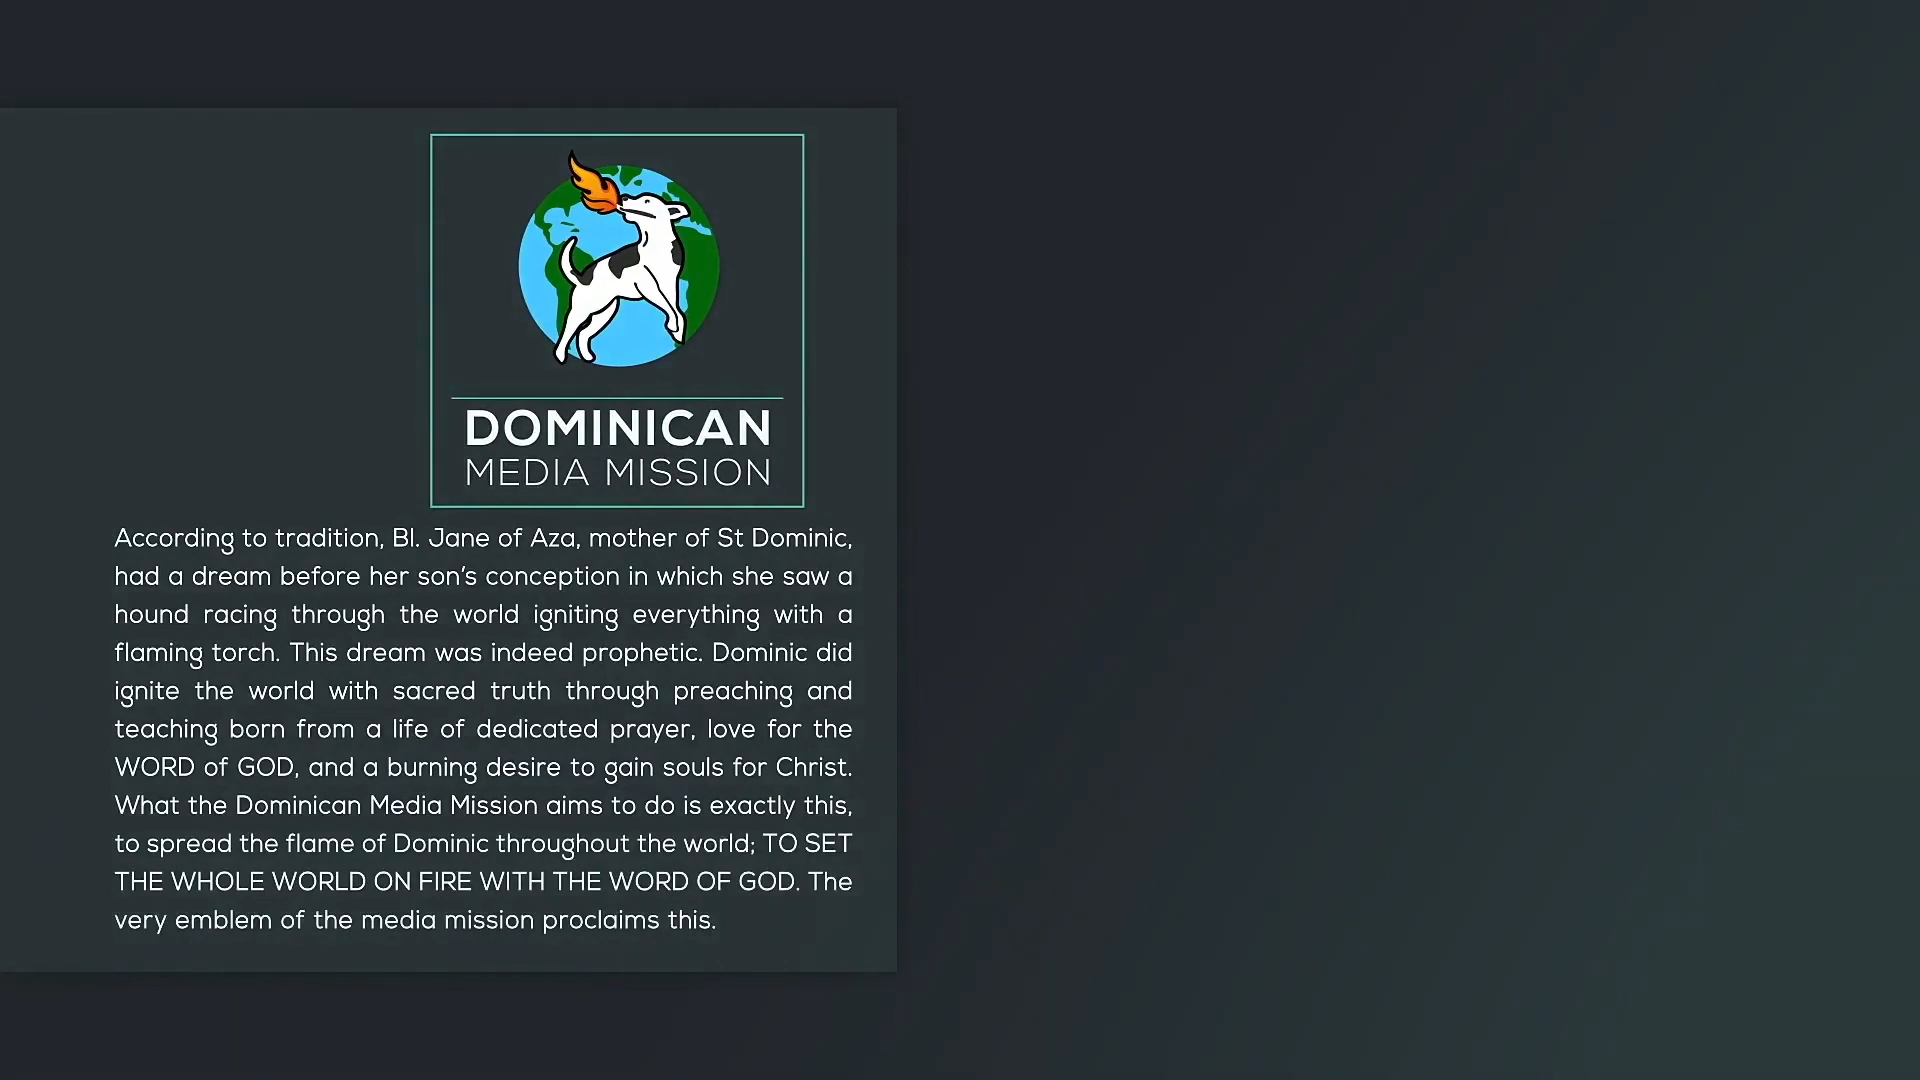 DOMINICAN
MEDIA MISSION
According to tradition, Bl. Jane of Aza, mother of St Dominic,
had a dream before her son’s conception in which she saw a
hound racing through the world igniting everything with a
flaming torch. This dream was indeed prophetic. Dominic did
ignite the world with sacred truth through preaching and
teaching born from a life of dedicated prayer, love for the
WORD of GOD, and a burning desire to gain souls for Christ.
What the Dominican Media Mission aims to do is exactly this,
to spread the flame of Dominic throughout the world; TO SET
THE WHOLE WORLD ON FIRE WITH THE WORD OF GOD. The
very emblem of the media mission proclaims this.